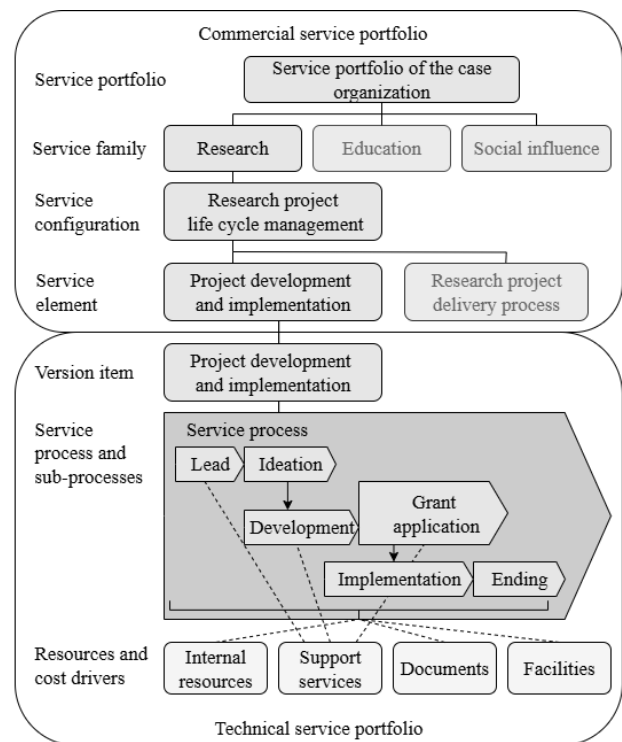 Commercial service portfolio
Service portfolio
Service portfolio of the case
organization
Service family
Research
Education
Social influence
Service
configuration
Research project
life cycle management
Service
element
Project development
and implementation
Research project
delivery process
Version item
Project development
and implementation
Service
process and
sub-processes
Service process
Lead
Ideation
Development
Grant
application
Implementation
Ending
Resources and
cost drivers
Internal
resources
Support
services
Documents
Facilities
Technical service portfolio